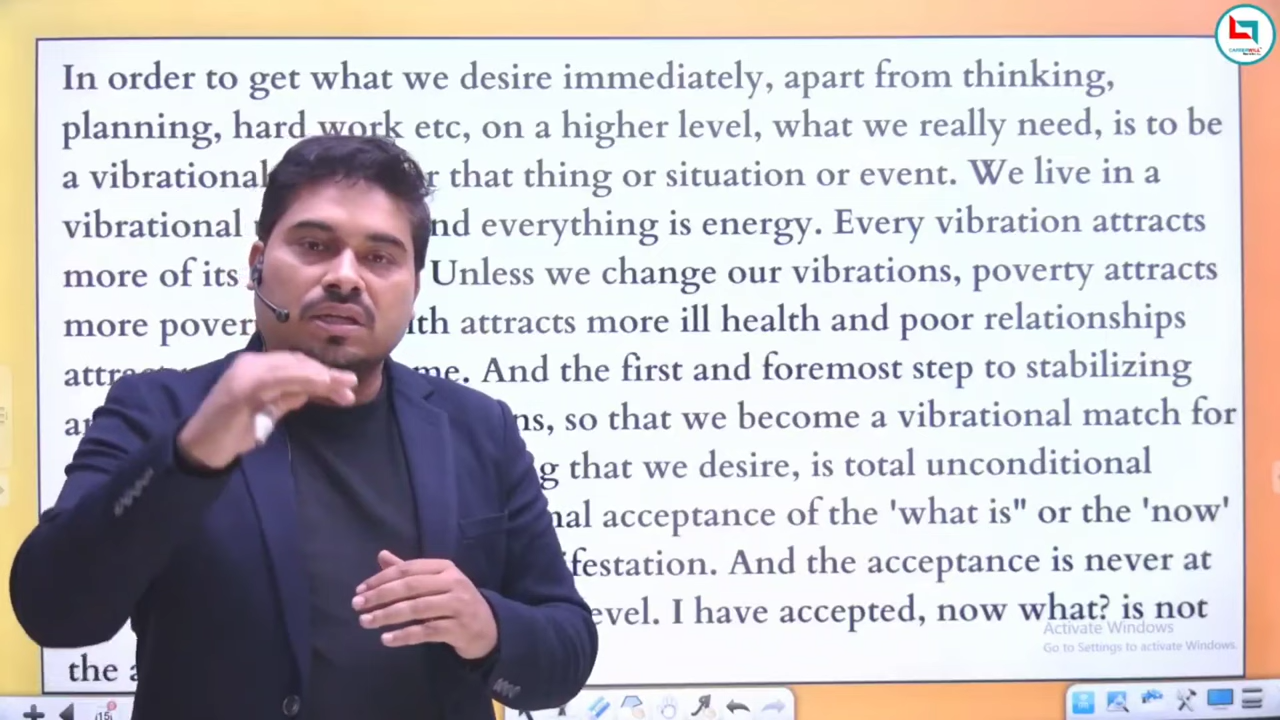 In order to get what we desire immediately, apart from thinking,
planning, hard work etc, on a higher level, what we really need, is to be
a vibrational that thing or situation or event. We live in a
vibrational everything is energy. Every vibration attracts
more of its Unless we change our vibrations, poverty attracts
more attracts more ill health and poor relationships
And the first and foremost step to stabilizing
so that we become a vibrational match for
that we desire, is total unconditional
acceptance of the 'what is" or the 'now'
And the acceptance is never at
I have accepted, now what? is not
the
CAREERWILL
Activate Windows
Go to Settings to activate Windows.